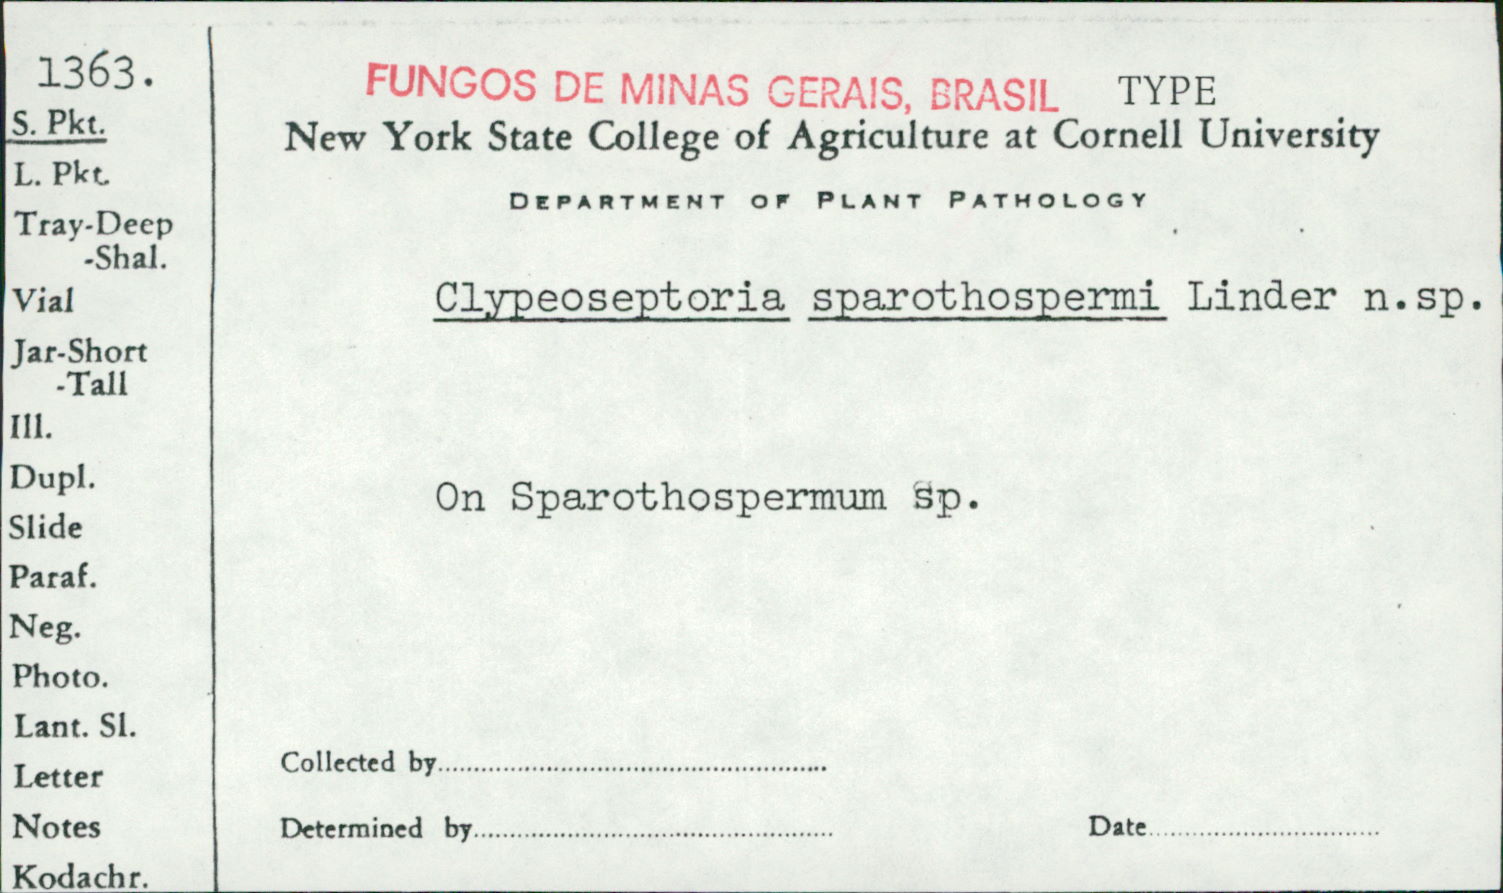 1363.
S. Pkt.
L. Pkt.
Tray-Deep
-Shal.
Vial
Jar-Short
-Tall
Ill.
Dupl.
Slide
Paraf.
Neg.
Photo.
Lant. Sl.
Letter
Notes
Kodachr.
FUNGOS DE MINAS GERAIS, BRASIL TYPE
New York State College of Agriculture at Cornell University
DEPARTMENT OF PLANT PATHOLOGY
Clypeoseptoria sparothospermi Linder n.sp.
On Sparothospermum sp.
Collected by
Determined by
Date